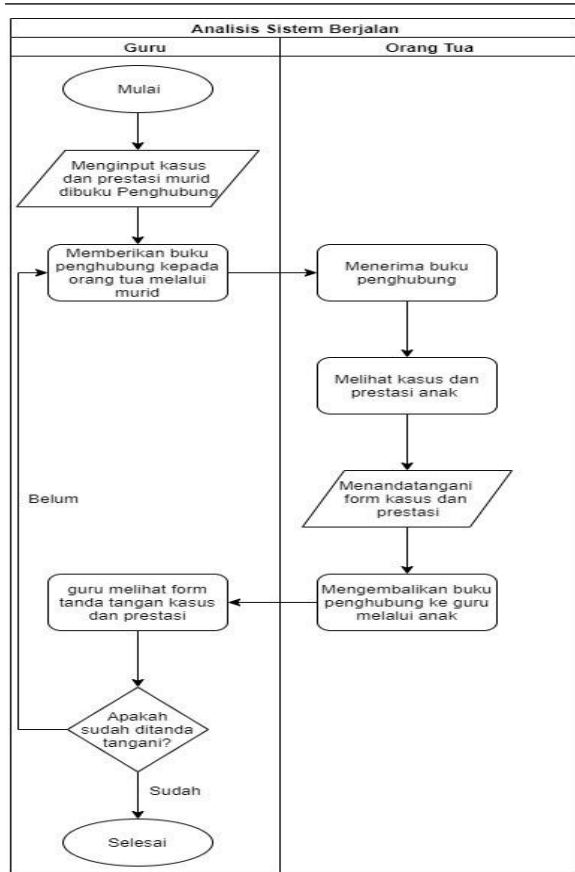 Analisis Sistem Berjalan
Guru
Orang Tua
Mulai
Menginput kasus
dan prestasi murid
dibuku Penghubung
Memberikan buku
penghubung kepada
orang tua melalui
murid
Menerima buku
penghubung
Melihat kasus dan
prestasi anak
Menandatangani
form kasus dan
prestasi
Mengembalikan buku
penghubung ke guru
melalui anak
guru melihat form
tanda tangan kasus
dan prestasi
Apakah
sudah ditanda
tangani?
Belum
Sudah
Selesai